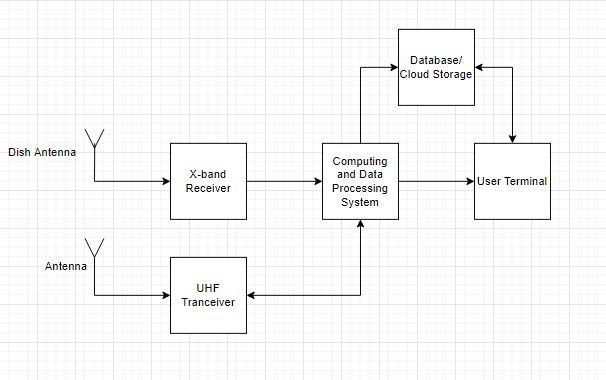 Database/
Cloud Storage
Dish Antenna
X-band
Receiver
Computing
and Data
Processing
System
User Terminal
Antenna
UHF
Tranceiver